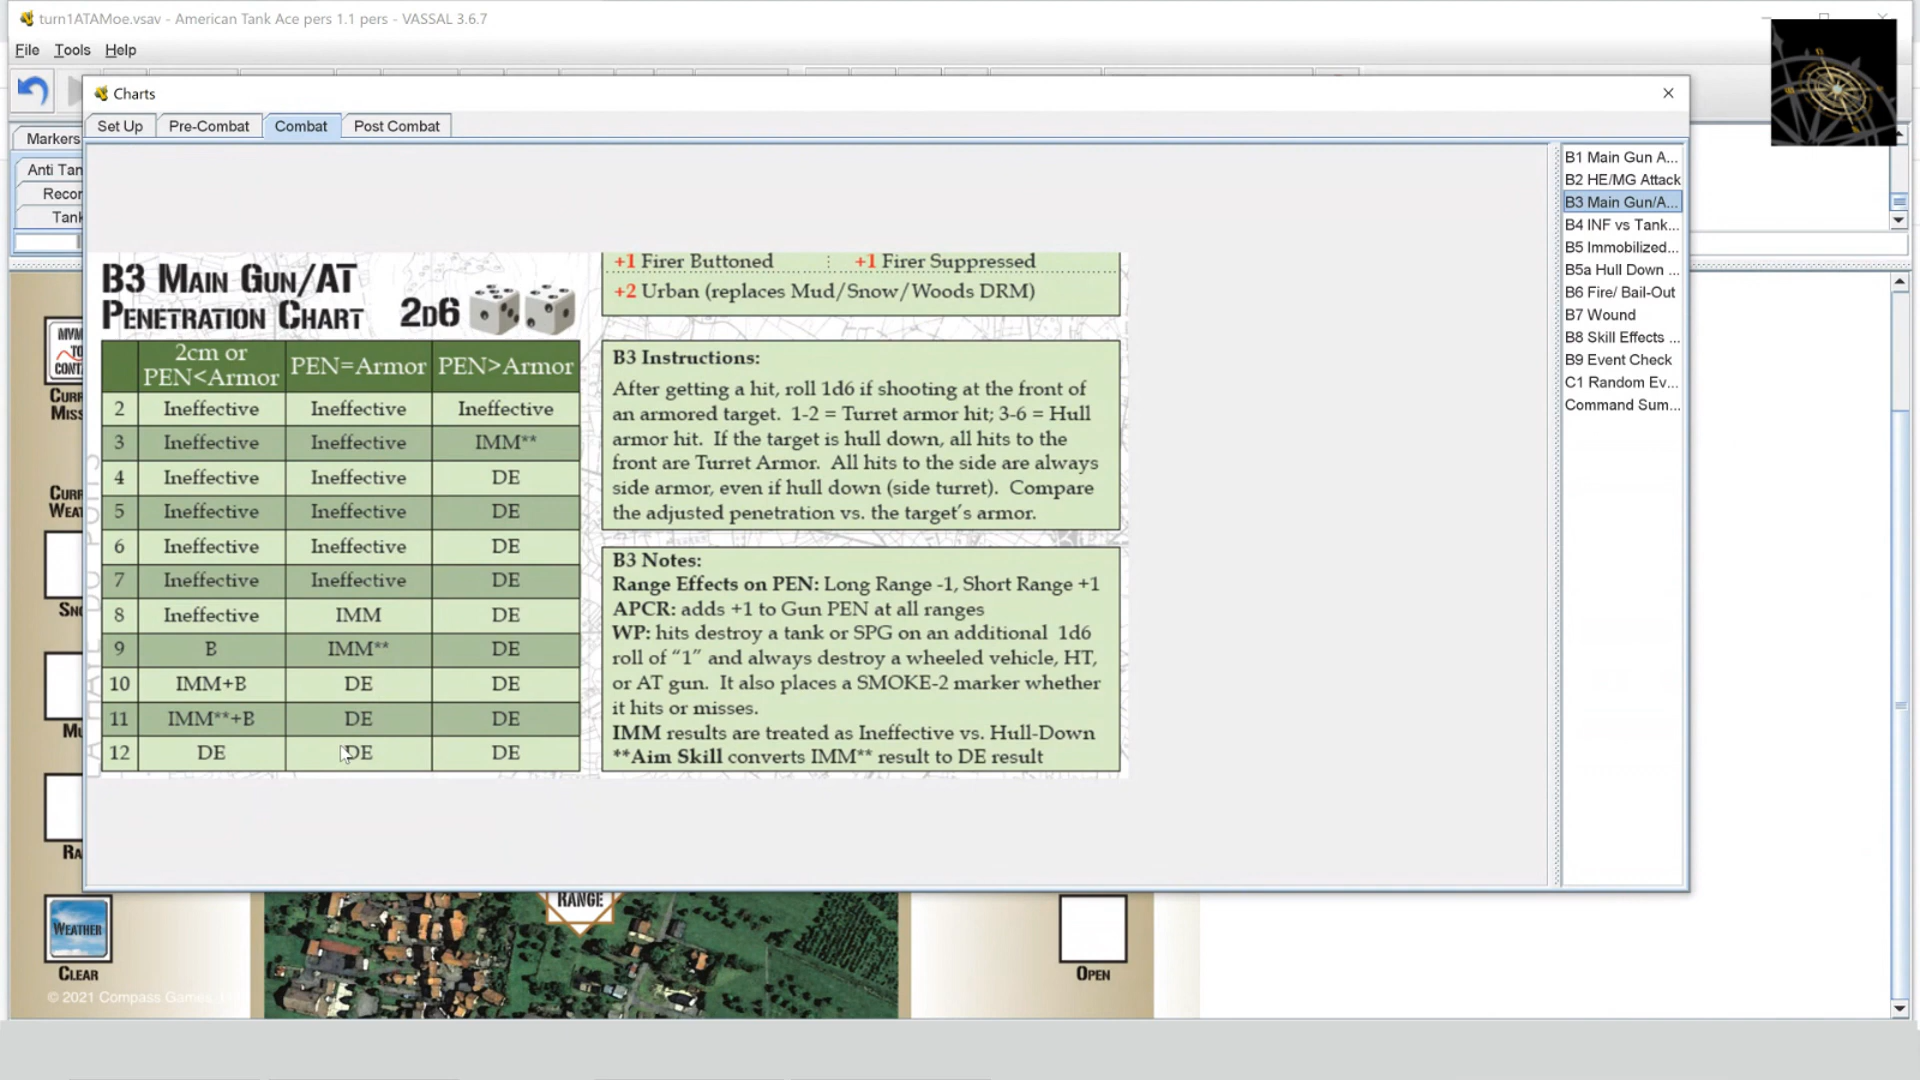 turn1ATAMoe.vsav - American Tank Ace pers 1.1 pers - VASSAL 3.6.7
File Tools Help
Charts
Set Up Pre-Combat Combat Post Combat
Markers
Anti Tan
Recor
Tank
B3 Main Gun/AT
Penetration Chart 2D6
2cm or PEN<Armor PEN=Armor PEN>Armor
2 Ineffective Ineffective Ineffective
3 Ineffective Ineffective IMM**
4 Ineffective Ineffective DE
5 Ineffective Ineffective DE
6 Ineffective Ineffective DE
7 Ineffective Ineffective DE
8 Ineffective IMM DE
9 B IMM** DE
10 IMM+B DE DE
11 IMM**+B DE DE
12 DE DE DE
+1 Firer Buttoned +1 Firer Suppressed
+2 Urban (replaces Mud/Snow/Woods DRM)
B3 Instructions:
After getting a hit, roll 1d6 if shooting at the front of
an armored target. 1-2 = Turret armor hit; 3-6 = Hull
armor hit. If the target is hull down, all hits to the
front are Turret Armor. All hits to the side are always
side armor, even if hull down (side turret). Compare
the adjusted penetration vs. the target's armor.
B3 Notes:
Range Effects on PEN: Long Range -1, Short Range +1
APCR: adds +1 to Gun PEN at all ranges
WP: hits destroy a tank or SPG on an additional 1d6
roll of “1” and always destroy a wheeled vehicle, HT,
or AT gun. It also places a SMOKE-2 marker whether
it hits or misses.
IMM results are treated as Ineffective vs. Hull-Down
**Aim Skill converts IMM** result to DE result
B1 Main Gun A...
B2 HE/MG Attack
B3 Main Gun/A...
B4 INF vs Tank...
B5 Immobilized...
B5a Hull Down ...
B6 Fire/ Bail-Out
B7 Wound
B8 Skill Effects ...
B9 Event Check
C1 Random Ev...
Command Sum...
Weather
Clear
Range
Open
© 2021 Compass Games,